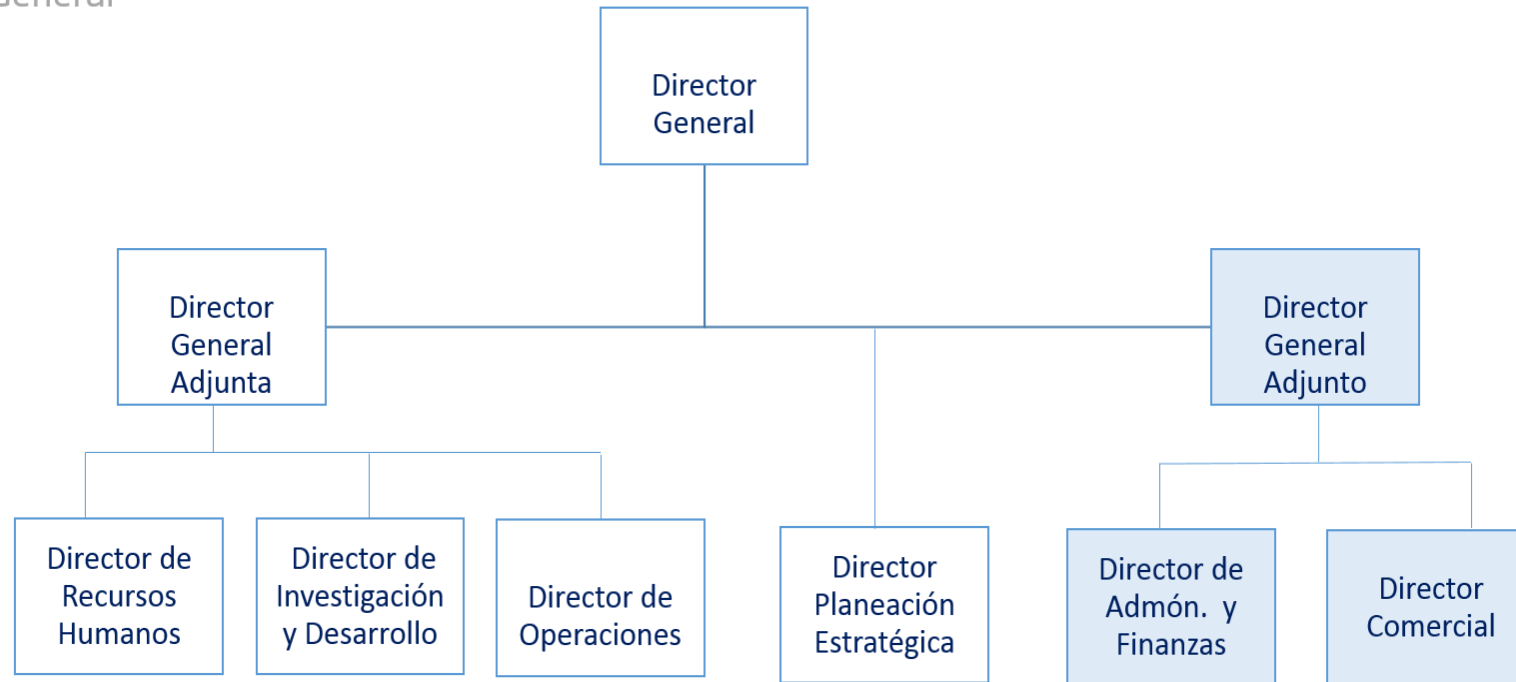 General
Director
General
Director
General
Adjunta
Director
General
Adjunto
Director de
Recursos
Humanos
Director de
Investigación
y Desarrollo
Director de
Operaciones
Director
Planeación
Estratégica
Director de
Admón. y
Finanzas
Director
Comercial